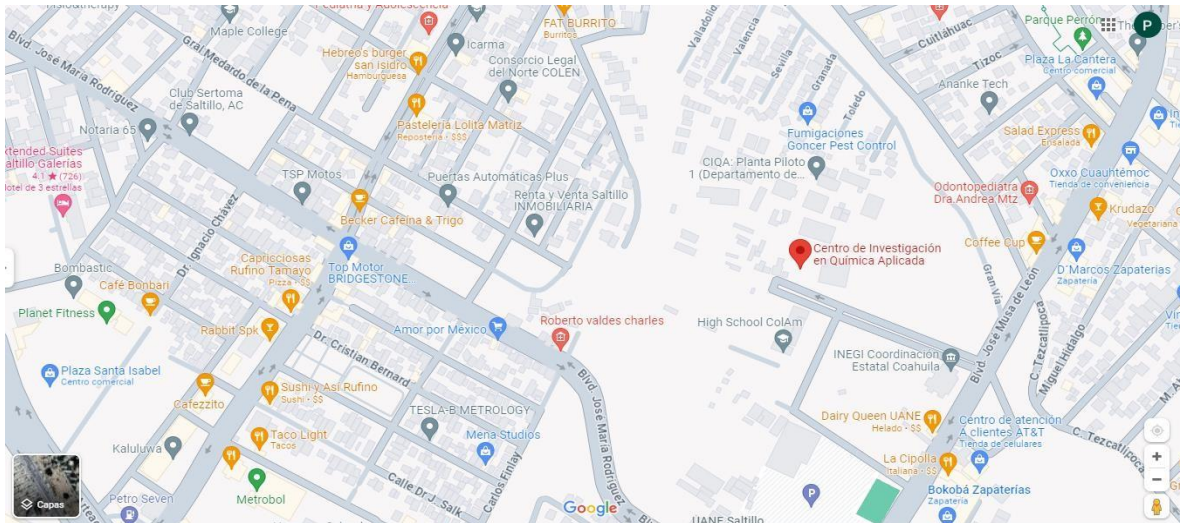 Maple College
FAT BURRITO
Burritos
Icarma
Hebreo's burger
san isidro
Hamburguesa
Consorcio Legal
del Norte COLEN
Blvd. José María Rodríguez
Gral Medardo de la Pena
Club Sertoma
de Saltillo, AC
Notaria 65
Pastelería Lolita Matriz
Repostería · $$$
Extended Suites
Saltillo Galerías
4.1 ★ (726)
Hotel de 3 estrellas
TSP Motos
Puertas Automáticas Plus
Renta y Venta Saltillo
INMOBILIARIA
Becker Cafeína & Trigo
Dr. Ignacio Chávez
Capricciosas
Rufino Tamayo
Pizza · $$
Top Motor
BRIDGESTONE...
Bombastic
Café Bonbari
Planet Fitness
Rabbit Spk
Amor por México
Roberto valdes charles
Dr. Cristian Bernard
Plaza Santa Isabel
Centro comercial
Cafezzito
Sushi y Asi Rufino
Sushi · $$
TESLA-B METROLOGY
Mena Studios
Kaluluwa
Taco Light
Tacos
Calle Dr. J. Salk
Carlos Finlay
Blvd. José María Rodríguez
Capas
Petro Seven
Metrobol
Google
Valladolid
Valencia
Sevilla
Granada
Toledo
Cuitláhuac
Tizoc
Parque Perrón
P
Plaza La Cantera
Centro comercial
Ananke Tech
Fumigaciones
Goncer Pest Control
Salad Express
Ensalada
CIQA: Planta Piloto
1 (Departamento de...
Oxxo Cuauhtémoc
Tienda de conveniencia
Odontopediatra
Dra.Andrea Mtz
Krudazo
Vegetariana
Coffee Cup
Centro de Investigación
en Química Aplicada
D´Marcos Zapaterías
Zapatería
Gran Vía
High School ColAm
INEGI Coordinación
Estatal Coahuila
Blvd. José Musa de León
C. Tezcatlipoca
Miguel Hidalgo
Dairy Queen UANE
Helado · $$
Centro de atención
A clientes AT&T
Tienda de celulares
C. Tezcatlipoca
La Cipolla
Italiana · $$
Bokobá Zapaterías
Zapatería
P
UANE Saltillo